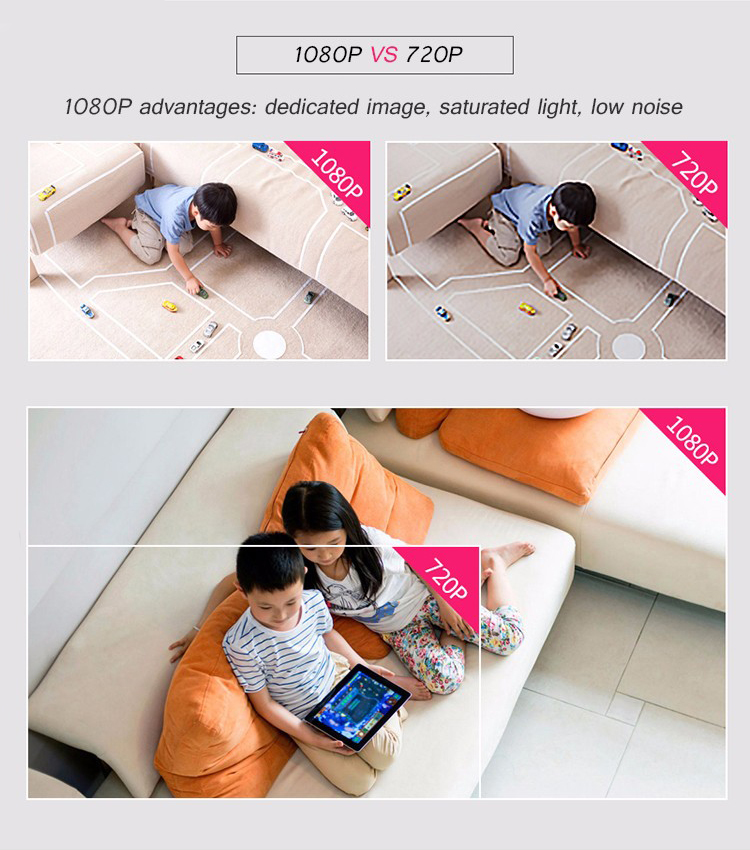 1080P VS 720P
1080P advantages: dedicated image, saturated light, low noise
1080P
720P
1080P
720P